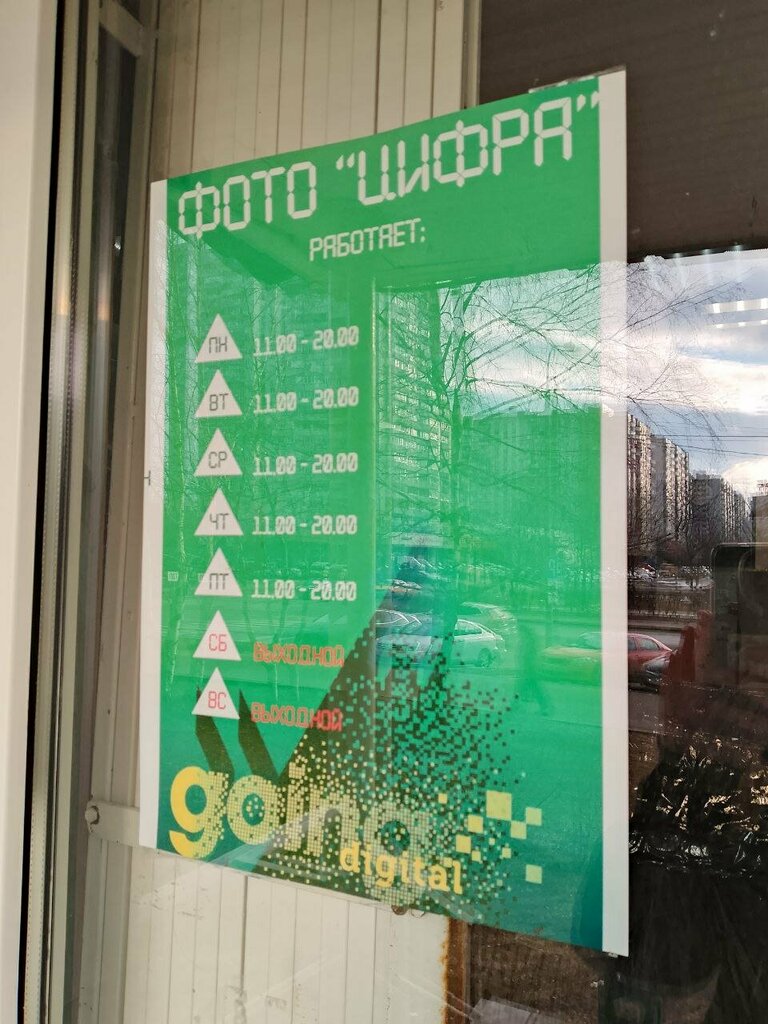 ФОТО “ЦИФРА”
РАБОТАЕТ:
ПН 11.00 - 20.00
ВТ 11.00 - 20.00
СР 11.00 - 20.00
ЧТ 11.00 - 20.00
ПТ 11.00 - 20.00
СБ ВЫХОДНОЙ
ВС ВЫХОДНОЙ
going
digital